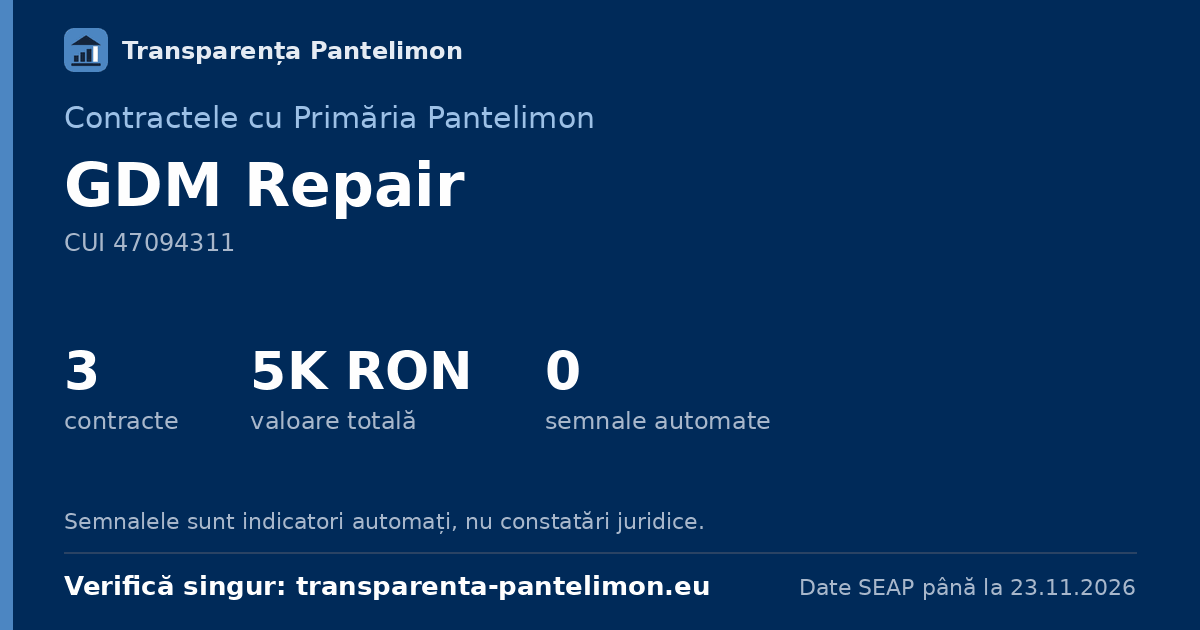 Transparența Pantelimon
Contractele cu Primăria Pantelimon
GDM Repair
CUI 47094311
3 5K RON 0
contracte valoare totală semnale automate
Semnalele sunt indicatori automați, nu constatări juridice.
Verifică singur: transparenta-pantelimon.eu Date SEAP până la 23.11.2026